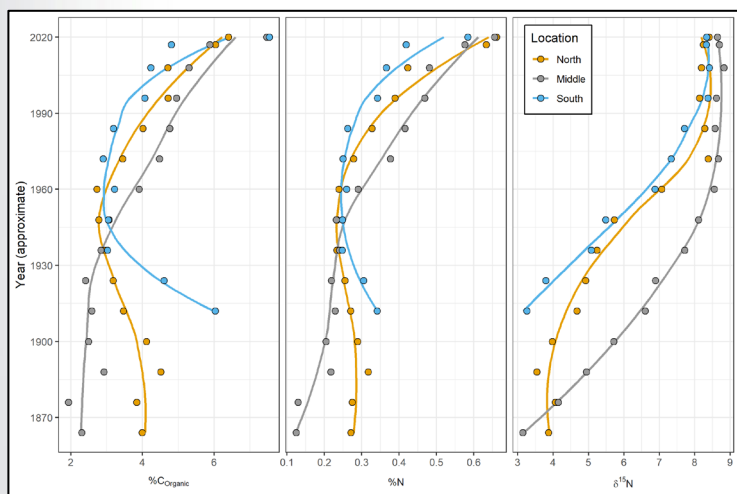 Location
North
Middle
South
Year (approximate)
2020
1990
1960
1930
1900
1870
2
4
6
%C Organic
0.1
0.2
0.3
0.4
0.5
0.6
%N
3
4
5
6
7
8
9
δ¹⁵N